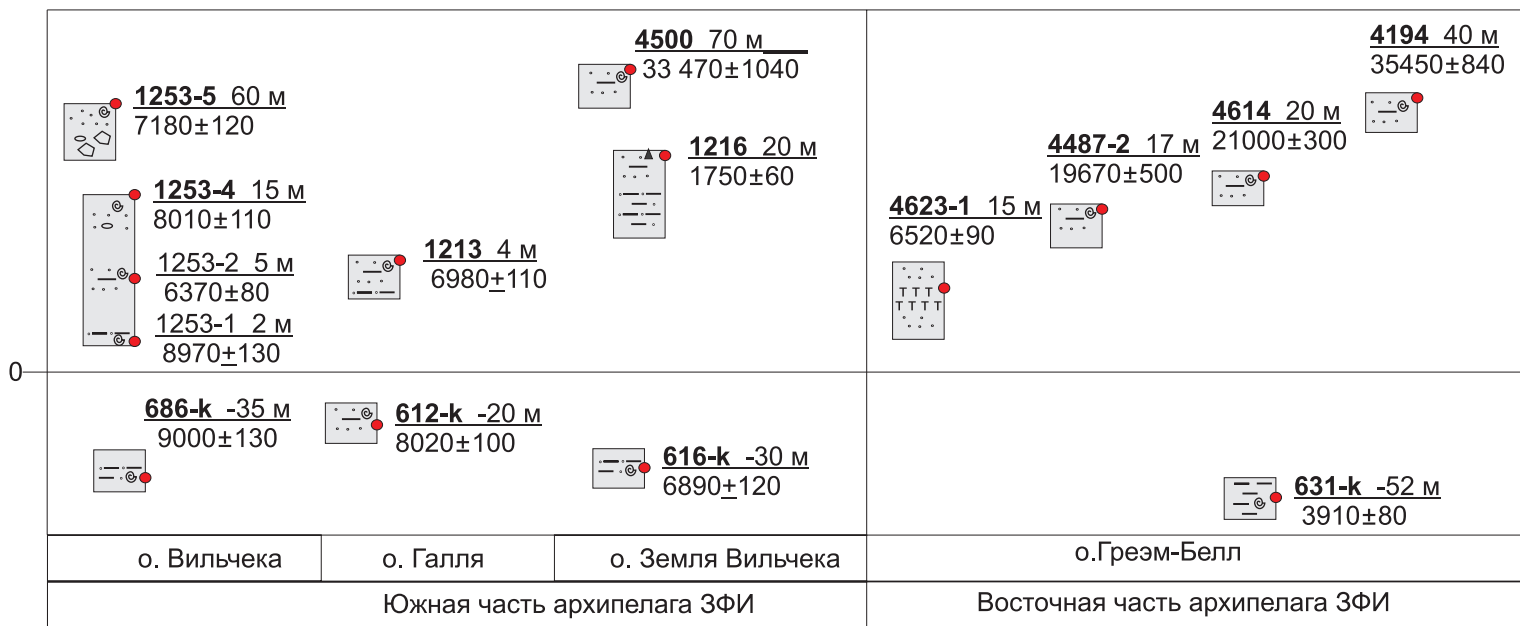 4500 70 м
33 470±1040
4194 40 м
35450±840
1253-5 60 м
7180±120
4614 20 м
21000±300
1216 20 м
1750±60
4487-2 17 м
19670±500
1253-4 15 м
8010±110
4623-1 15 м
6520±90
1213 4 м
6980±110
1253-2 5 м
6370±80
1253-1 2 м
8970±130
0
686-k -35 м
9000±130
612-k -20 м
8020±100
616-k -30 м
6890±120
631-k -52 м
3910±80
Т Т Т
Т Т Т Т
о. Вильчека
о. Галля
о. Земля Вильчека
о.Греэм-Белл
Южная часть архипелага ЗФИ
Восточная часть архипелага ЗФИ